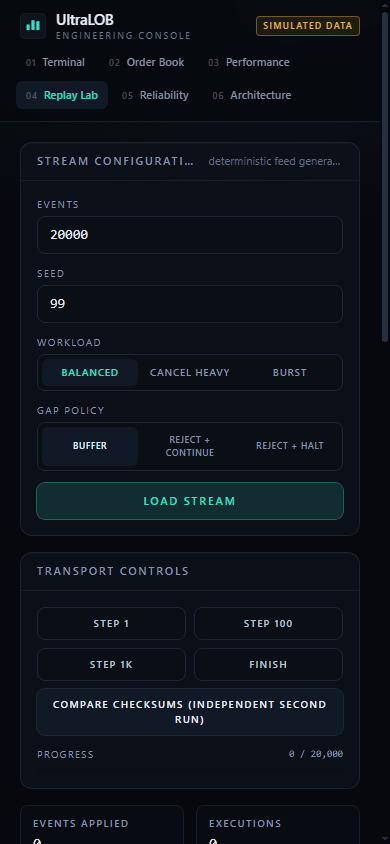 UltraLOB
ENGINEERING CONSOLE
SIMULATED DATA
01 Terminal 02 Order Book 03 Performance
04 Replay Lab 05 Reliability 06 Architecture
STREAM CONFIGURATI... deterministic feed genera...
EVENTS
20000
SEED
99
WORKLOAD
BALANCED CANCEL HEAVY BURST
GAP POLICY
BUFFER REJECT + CONTINUE REJECT + HALT
LOAD STREAM
TRANSPORT CONTROLS
STEP 1 STEP 100
STEP 1K FINISH
COMPARE CHECKSUMS (INDEPENDENT SECOND
RUN)
PROGRESS 0 / 20,000
EVENTS APPLIED EXECUTIONS
0 0